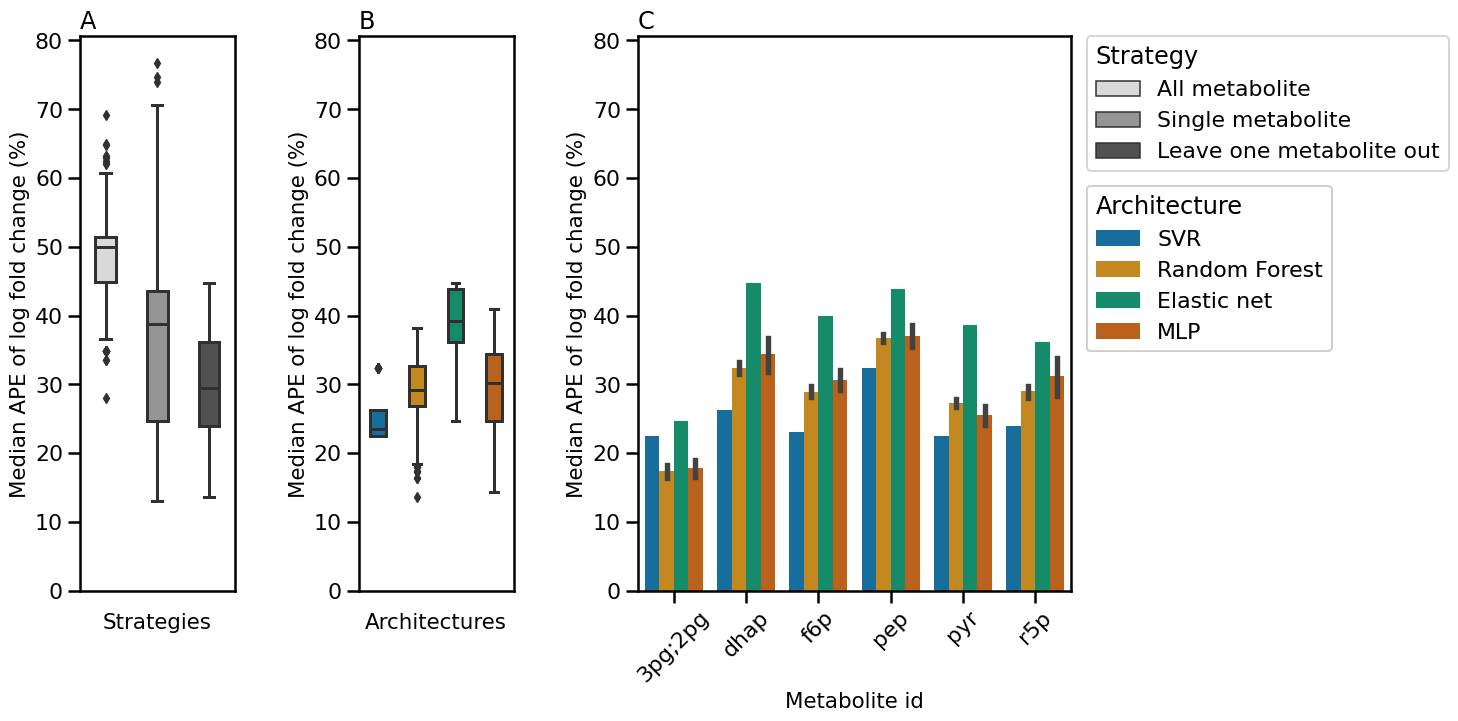 A
80
70
60
50
40
30
20
10
0
Median APE of log fold change (%)
Strategies
B
80
70
60
50
40
30
20
10
0
Median APE of log fold change (%)
Architectures
C
80
70
60
50
40
30
20
10
0
Median APE of log fold change (%)
3pg;2pg
dhap
f6p
pep
pyr
r5p
Metabolite id
Strategy
All metabolite
Single metabolite
Leave one metabolite out
Architecture
SVR
Random Forest
Elastic net
MLP